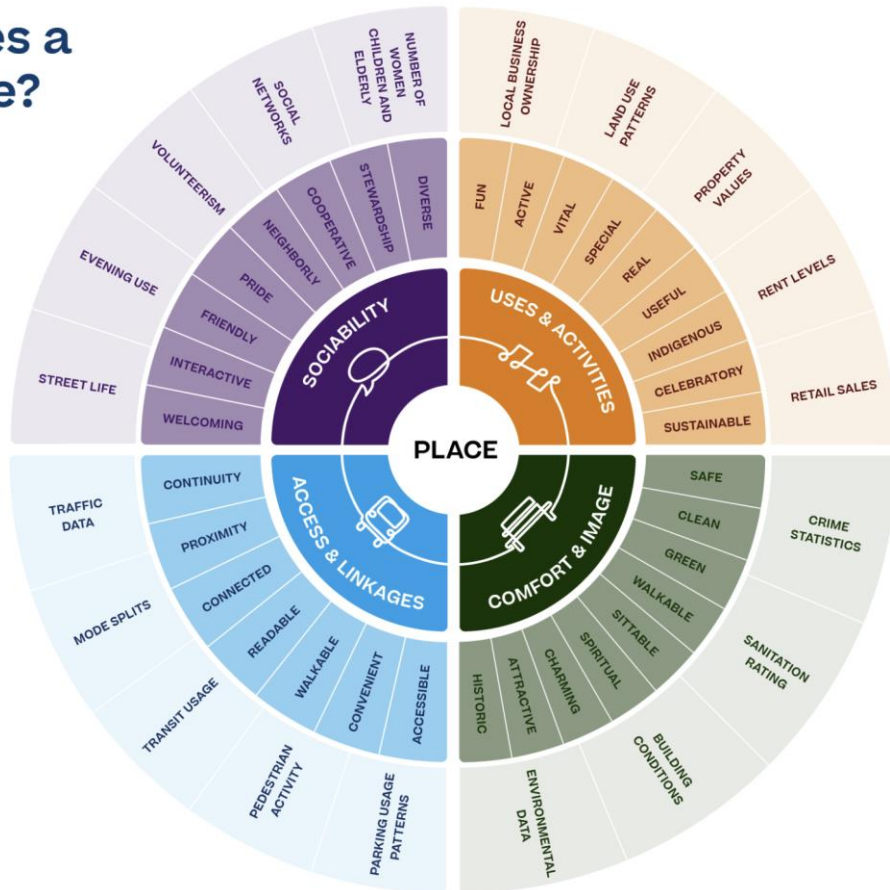 es a
e?
NUMBER OF
WOMEN
CHILDREN AND
ELDERLY
SOCIAL
NETWORKS
VOLUNTEERISM
EVENING USE
STREET LIFE
DIVERSE
STEWARDSHIP
COOPERATIVE
NEIGHBORLY
PRIDE
FRIENDLY
INTERACTIVE
WELCOMING
SOCIABILITY
LOCAL BUSINESS
OWNERSHIP
LAND USE
PATTERNS
PROPERTY
VALUES
RENT LEVELS
RETAIL SALES
FUN
ACTIVE
VITAL
SPECIAL
REAL
USEFUL
INDIGENOUS
CELEBRATORY
SUSTAINABLE
USES & ACTIVITIES
PLACE
ACCESS & LINKAGES
CONTINUITY
PROXIMITY
CONNECTED
READABLE
WALKABLE
CONVENIENT
ACCESSIBLE
TRAFFIC
DATA
MODE SPLITS
TRANSIT USAGE
PEDESTRIAN
ACTIVITY
PARKING USAGE
PATTERNS
COMFORT & IMAGE
SAFE
CLEAN
GREEN
WALKABLE
SITTABLE
SPIRITUAL
CHARMING
ATTRACTIVE
HISTORIC
CRIME
STATISTICS
SANITATION
RATING
BUILDING
CONDITIONS
ENVIRONMENTAL
DATA